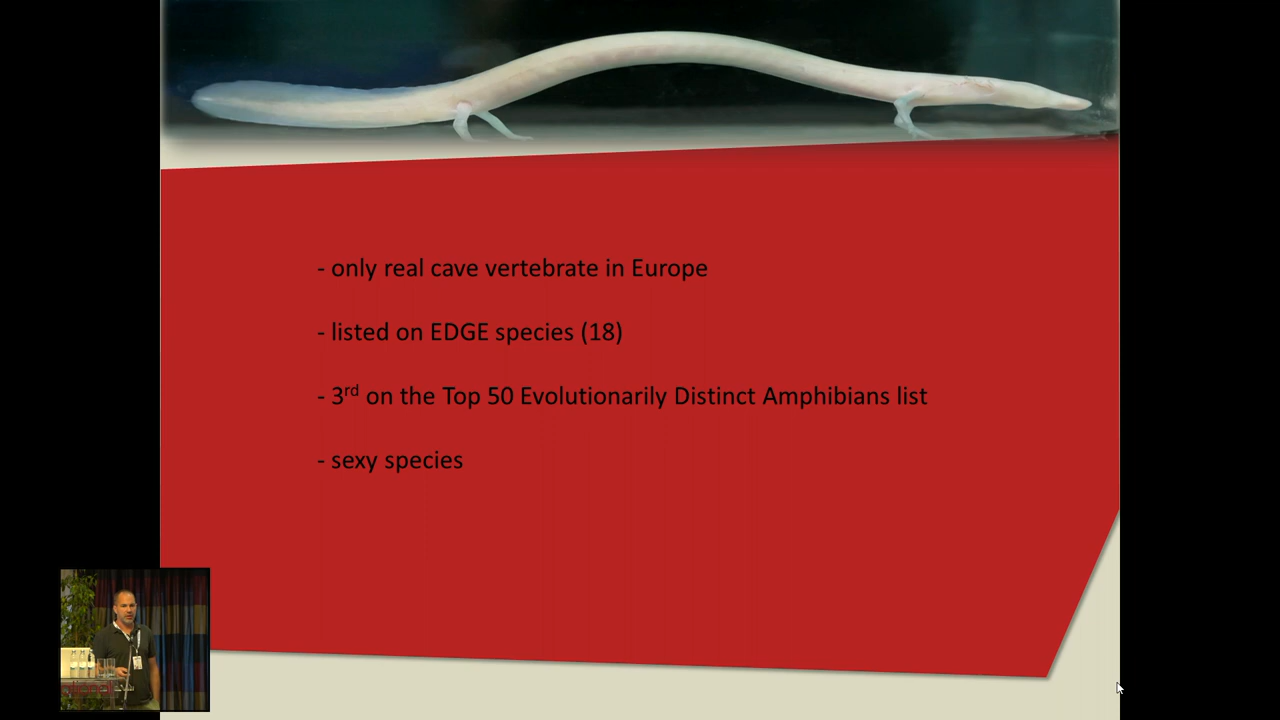 - only real cave vertebrate in Europe
- listed on EDGE species (18)
- 3rd on the Top 50 Evolutionarily Distinct Amphibians list
- sexy species